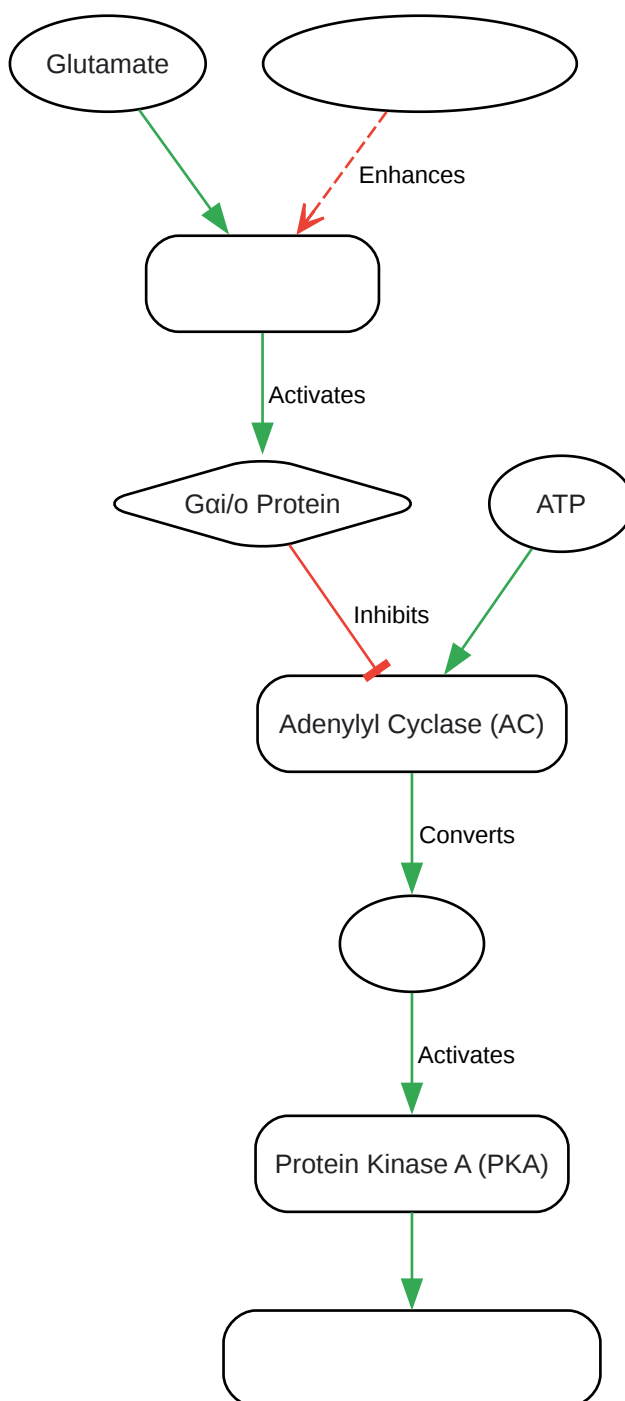 Glutamate
Enhances
Activates
Gαi/o Protein
ATP
Inhibits
Adenylyl Cyclase (AC)
Converts
Activates
Protein Kinase A (PKA)